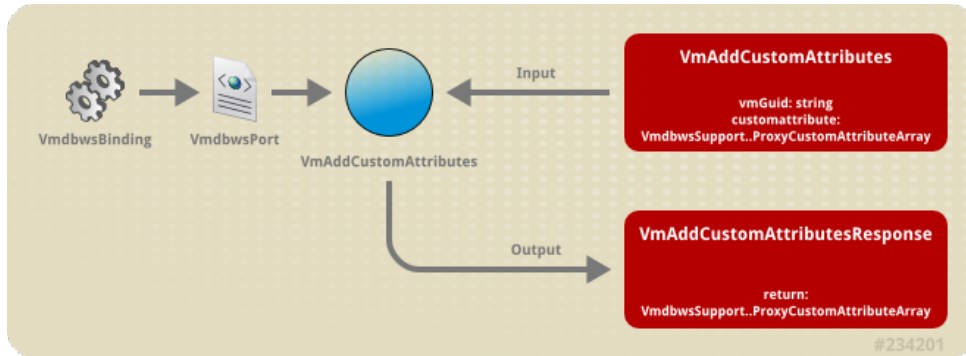 VmAddCustomAttributes
Input
vmGuid: string
customattribute:
VmdbwsSupport..ProxyCustomAttributeArray
VmdbwsBinding
VmdbwsPort
VmAddCustomAttributes
VmAddCustomAttributesResponse
Output
return:
VmdbwsSupport..ProxyCustomAttributeArray
#234201